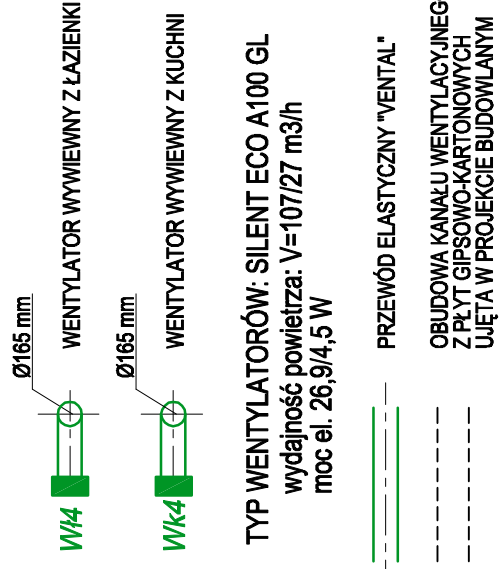 Wł4
Ø165 mm
WENTYLATOR WYWIEWNY Z ŁAZIENKI
Wk4
Ø165 mm
WENTYLATOR WYWIEWNY Z KUCHNI
TYP WENTYLATORÓW: SILENT ECO A100 GL
wydajność powietrza: V=107/27 m3/h
moc el. 26,9/4,5 W
PRZEWÓD ELASTYCZNY "VENTAL"
OBUDOWA KANAŁU WENTYLACYJNEG
Z PŁYT GIPSOWO-KARTONOWYCH
UJĘTA W PROJEKCIE BUDOWLANYM